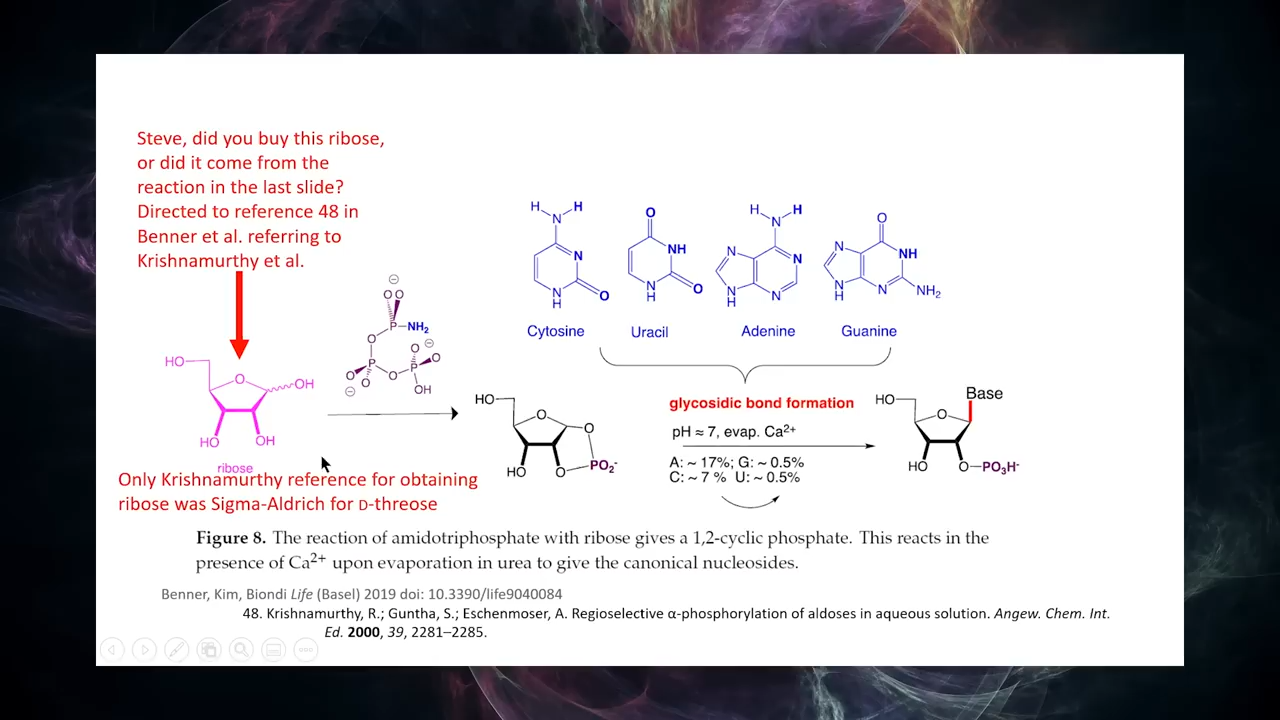 Steve, did you buy this ribose,
or did it come from the
reaction in the last slide?
Directed to reference 48 in
Benner et al. referring to
Krishnamurthy et al.
HO
O
OH
HO
OH
ribose
⊖
O O
P NH₂
O
⊖
O
O
P
P
O
O
O
⊖
OH
H
H
N
N
N
H
O
Cytosine
O
NH
N
H
O
Uracil
H
H
N
N
N
N
H
N
Adenine
O
N
NH
N
H
N
NH₂
Guanine
HO
O
O
HO
O
PO₂⁻
glycosidic bond formation
pH ≈ 7, evap. Ca²⁺
A: ~ 17%; G: ~ 0.5%
C: ~ 7 % U: ~ 0.5%
HO
O
Base
HO
O—PO₃H⁻
Only Krishnamurthy reference for obtaining
ribose was Sigma-Aldrich for D-threose
Figure 8. The reaction of amidotriphosphate with ribose gives a 1,2-cyclic phosphate. This reacts in the
presence of Ca²⁺ upon evaporation in urea to give the canonical nucleosides.
Benner, Kim, Biondi Life (Basel) 2019 doi: 10.3390/life9040084
48. Krishnamurthy, R.; Guntha, S.; Eschenmoser, A. Regioselective α-phosphorylation of aldoses in aqueous solution. Angew. Chem. Int.
Ed. 2000, 39, 2281–2285.